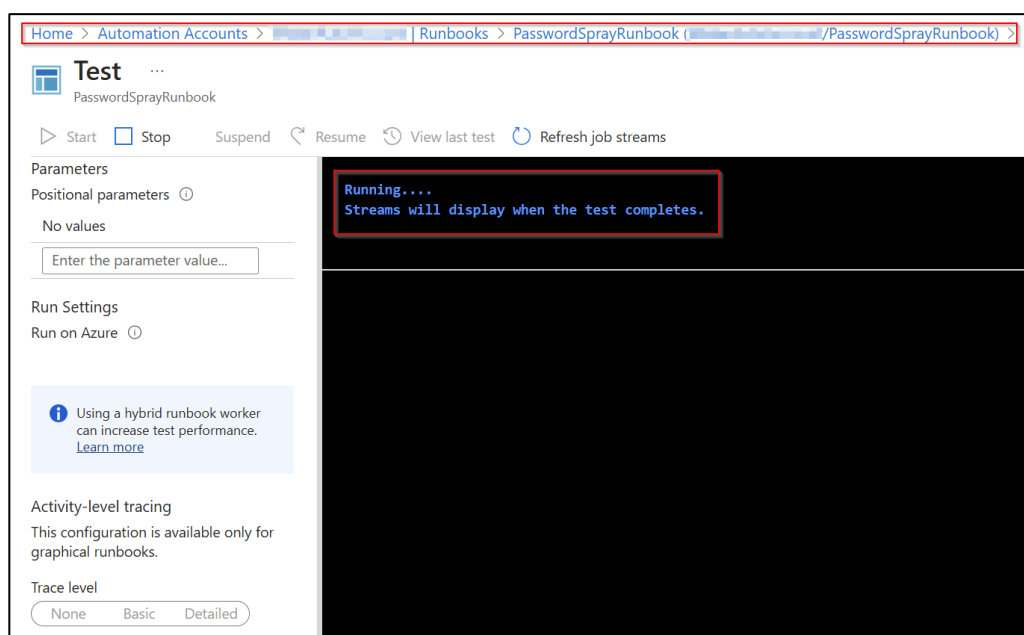 Home > Automation Accounts > | Runbooks > PasswordSprayRunbook ( /PasswordSprayRunbook) >
Test ...
PasswordSprayRunbook
Start Stop Suspend Resume View last test Refresh job streams
Parameters
Positional parameters
No values
Enter the parameter value...
Run Settings
Run on Azure
Using a hybrid runbook worker
can increase test performance.
Learn more
Activity-level tracing
This configuration is available only for
graphical runbooks.
Trace level
None Basic Detailed
Running....
Streams will display when the test completes.